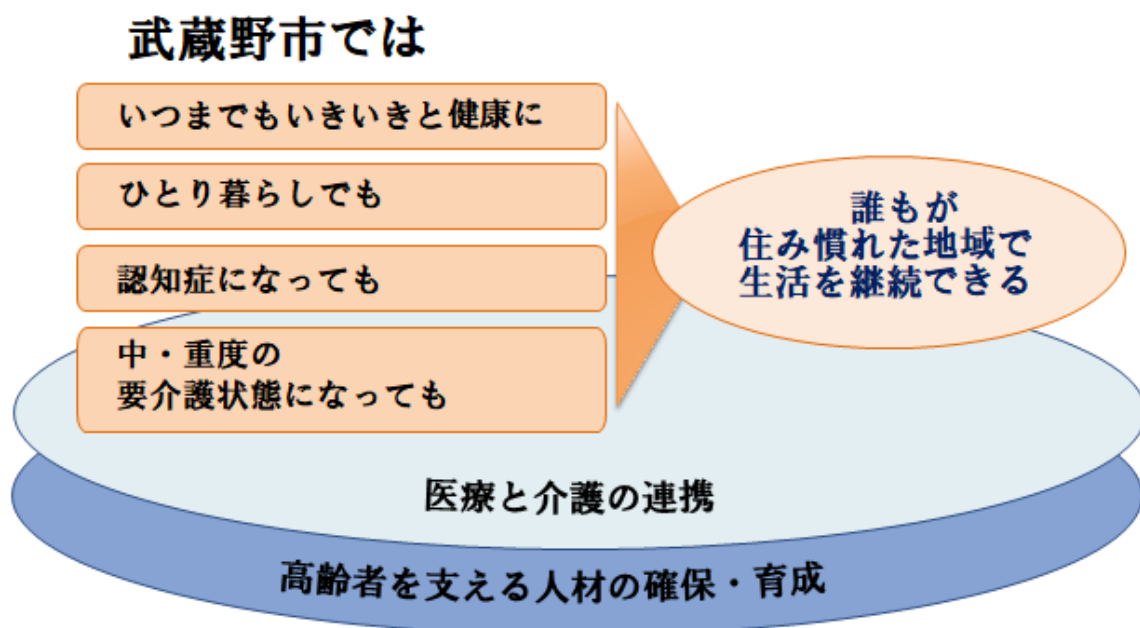 武蔵野市では
いつまでもいきいきと健康に
ひとり暮らしでも
認知症になっても
中・重度の
要介護状態になっても
誰もが
住み慣れた地域で
生活を継続できる
医療と介護の連携
高齢者を支える人材の確保・育成